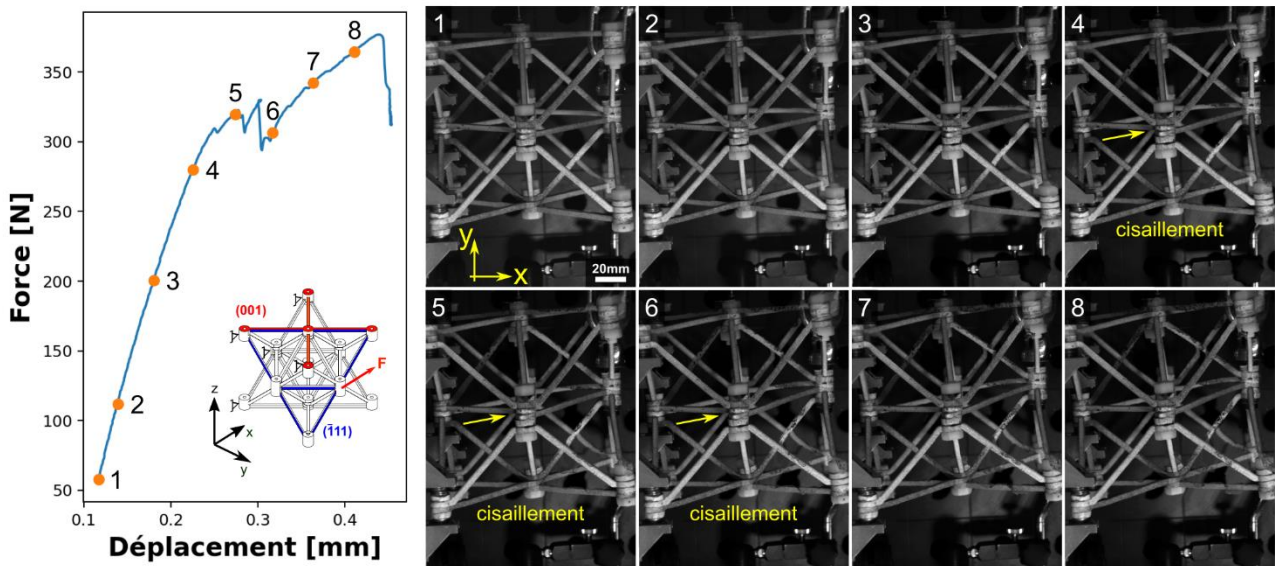 Force [N]
350
300
250
200
150
100
50
0.1 0.2 0.3 0.4
Déplacement [mm]
1
2
3
4
5
6
7
8
(001)
F
(1̄11)
z
x
y
1
y
x
20mm
2
3
4
cisaillement
5
cisaillement
6
cisaillement
7
8